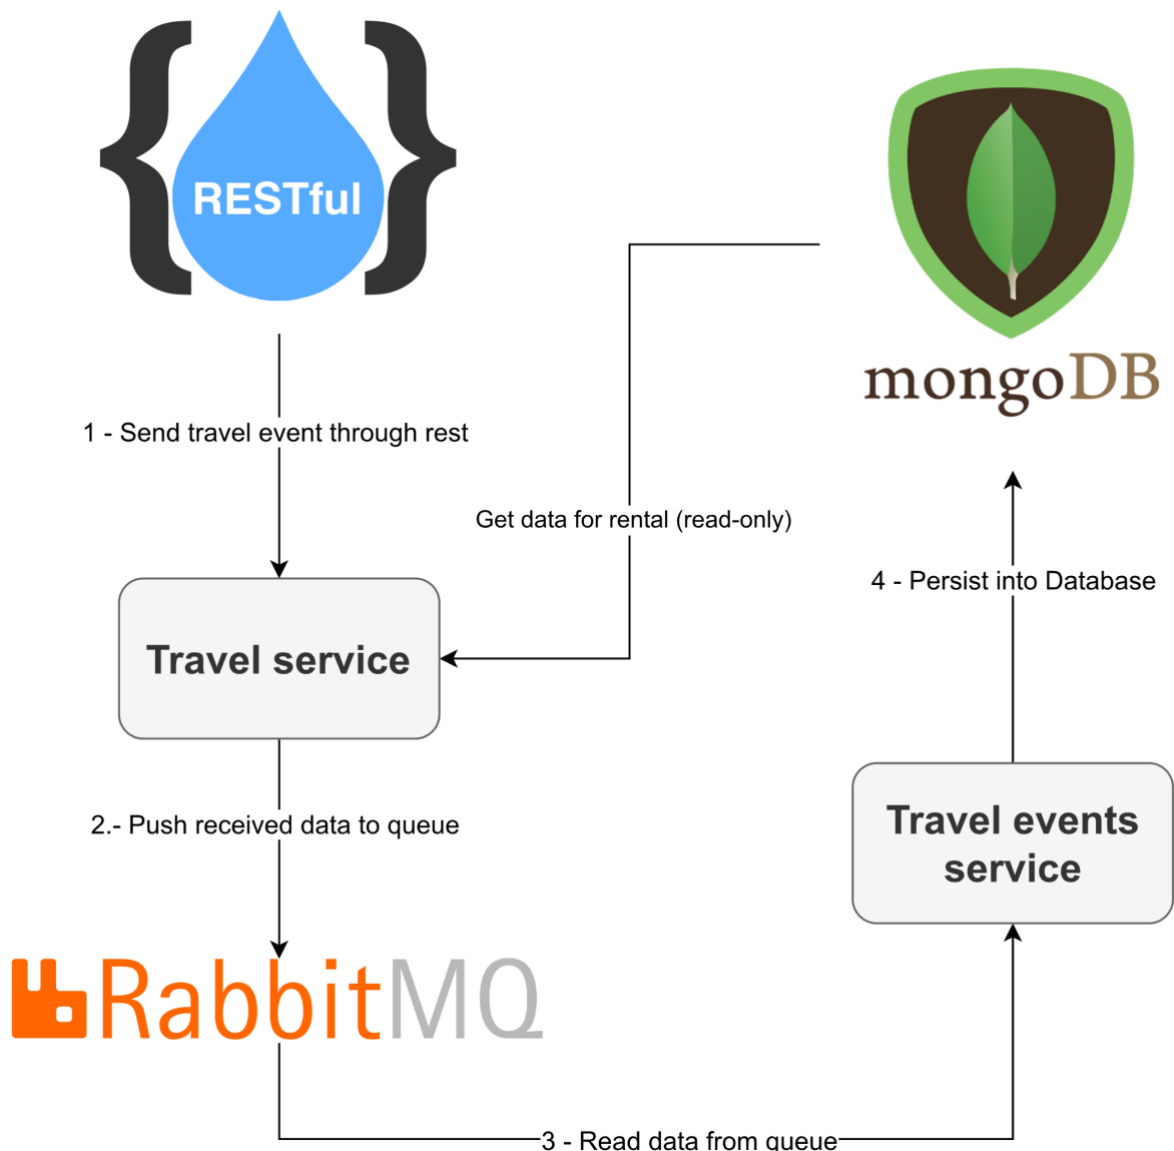 RESTful
mongoDB
1 - Send travel event through rest
Get data for rental (read-only)
4 - Persist into Database
Travel service
2.- Push received data to queue
Travel events
service
RabbitMQ
3 - Read data from queue